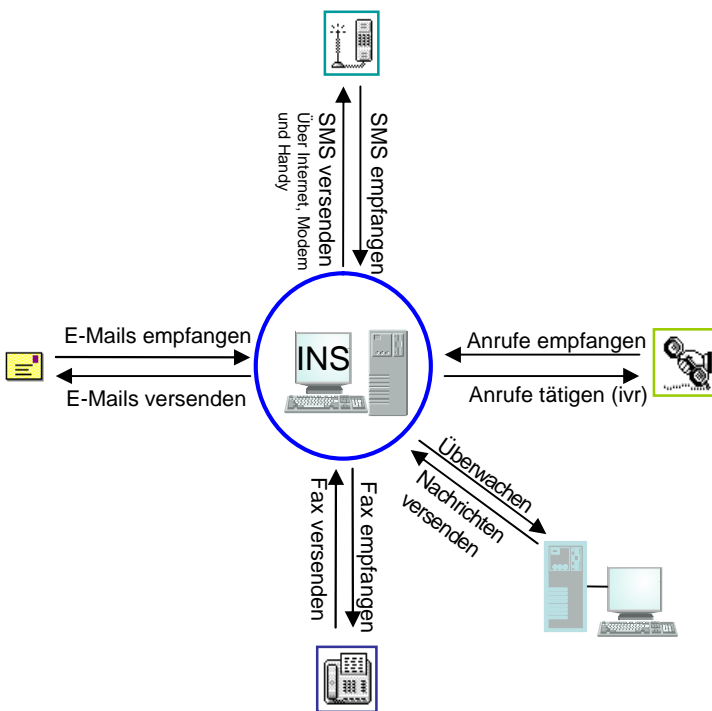 SMS empfangen
SMS versenden
Über Internet, Modem
und Handy
E-Mails empfangen
E-Mails versenden
INS
Anrufe empfangen
Anrufe tätigen (ivr)
Überwachen
Nachrichten
versenden
Fax empfangen
Fax versenden